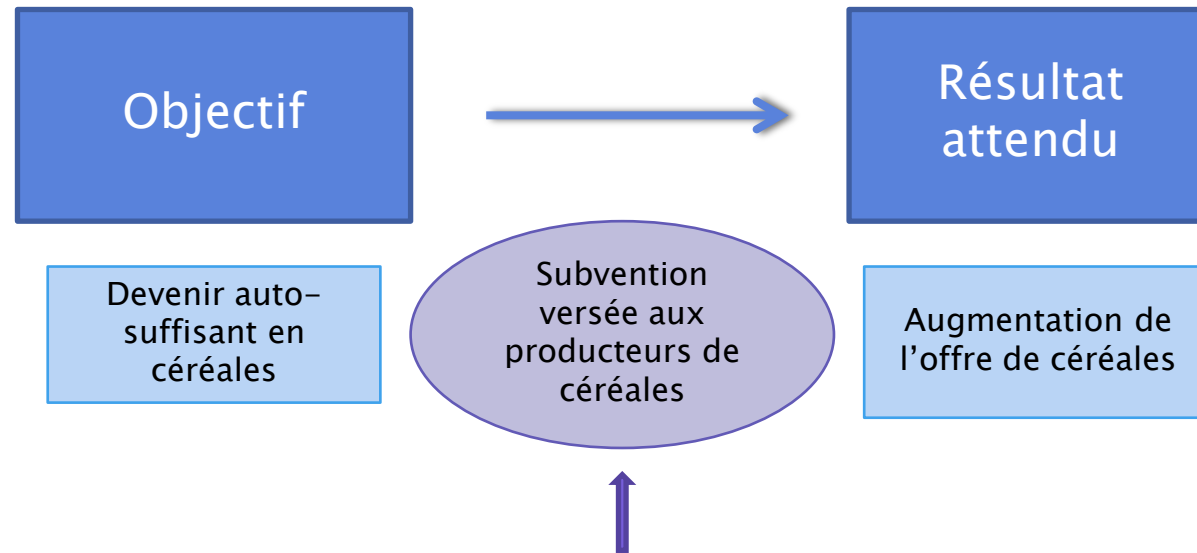 Objectif
Résultat
attendu
Devenir auto-
suffisant en
céréales
Subvention
versée aux
producteurs de
céréales
Augmentation de
l’offre de céréales